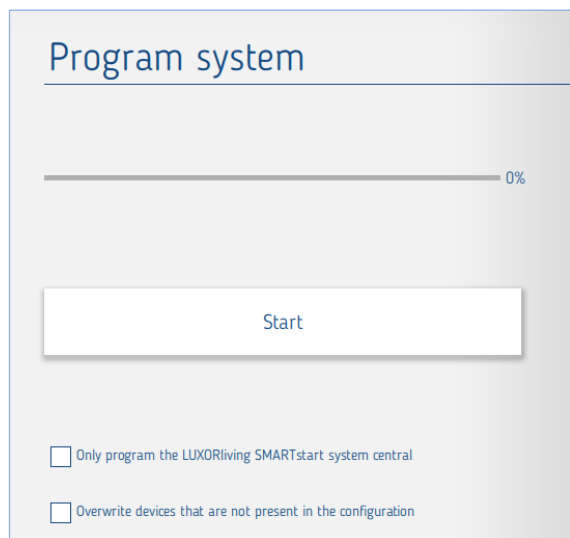 Program system
0%
Start
Only program the LUXORliving SMARTstart system central
Overwrite devices that are not present in the configuration